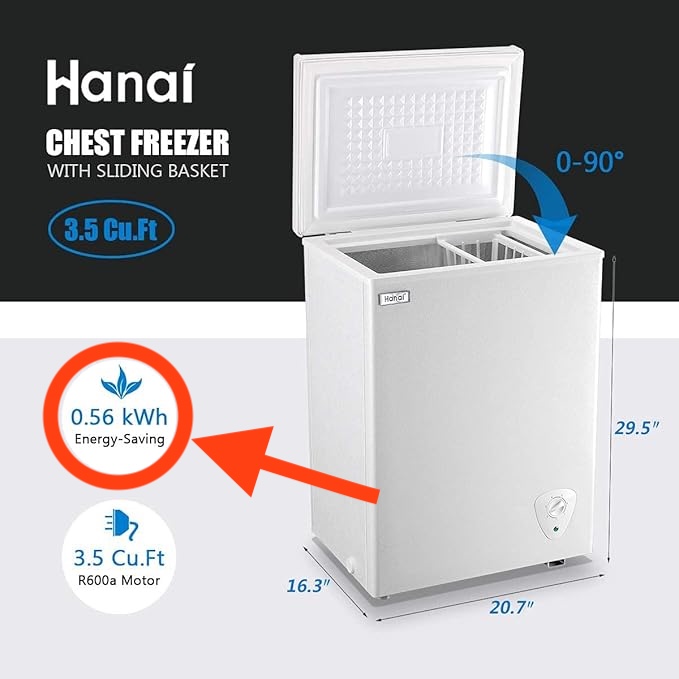 Hanaí
CHEST FREEZER
WITH SLIDING BASKET
3.5 Cu.Ft
0-90°
Hanaí
0.56 kWh
Energy-Saving
29.5"
3.5 Cu.Ft
R600a Motor
16.3"
20.7"